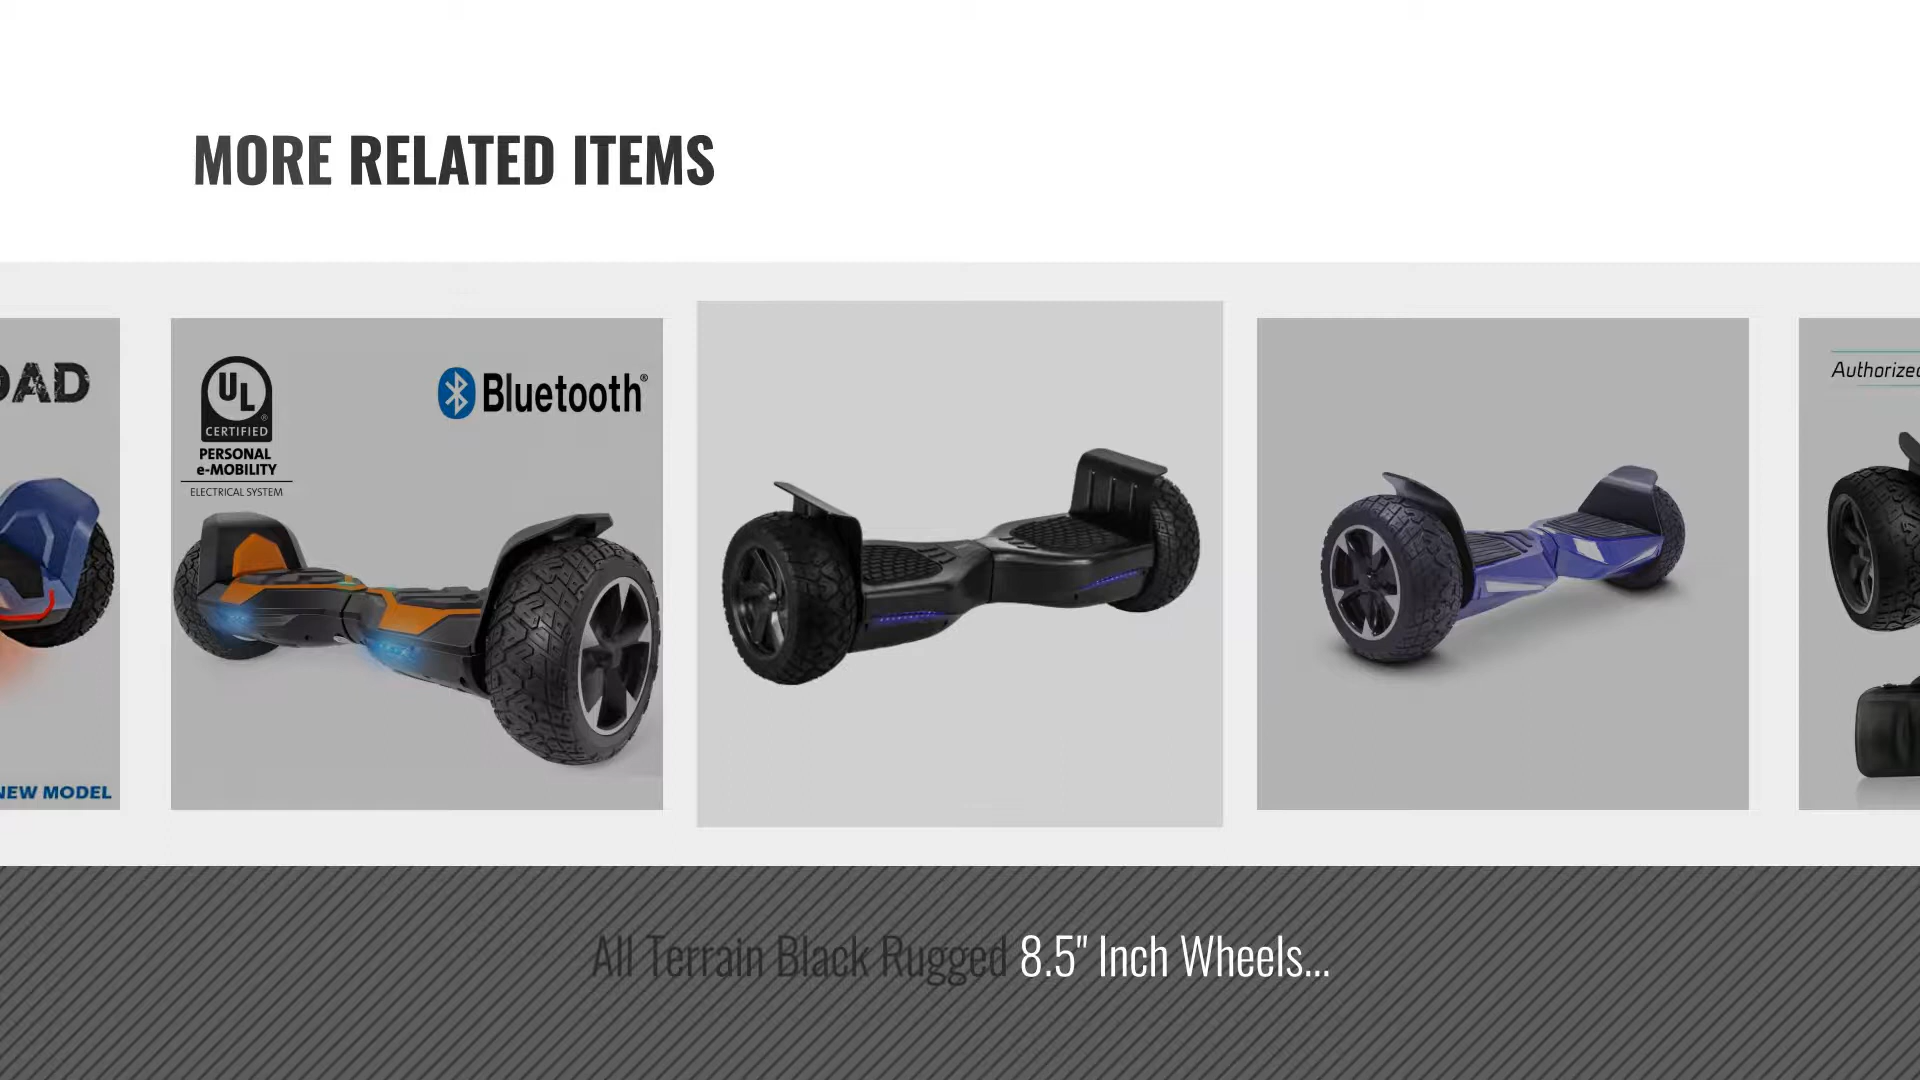 MORE RELATED ITEMS
OAD
UL
®
CERTIFIED
PERSONAL
e-MOBILITY
ELECTRICAL SYSTEM
Bluetooth®
Authorized
NEW MODEL
All Terrain Black Rugged 8.5" Inch Wheels...